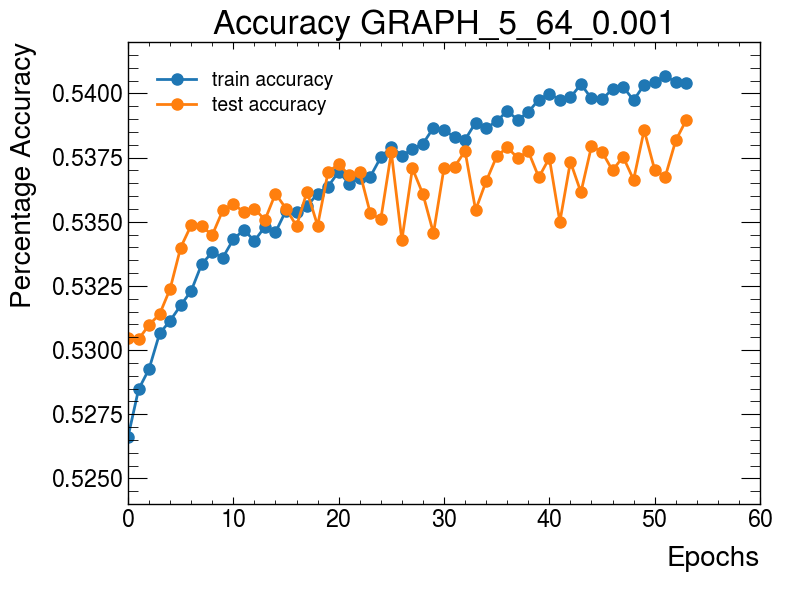 Accuracy GRAPH_5_64_0.001
Percentage Accuracy
train accuracy
test accuracy
0.5400
0.5375
0.5350
0.5325
0.5300
0.5275
0.5250
0 10 20 30 40 50 60
Epochs